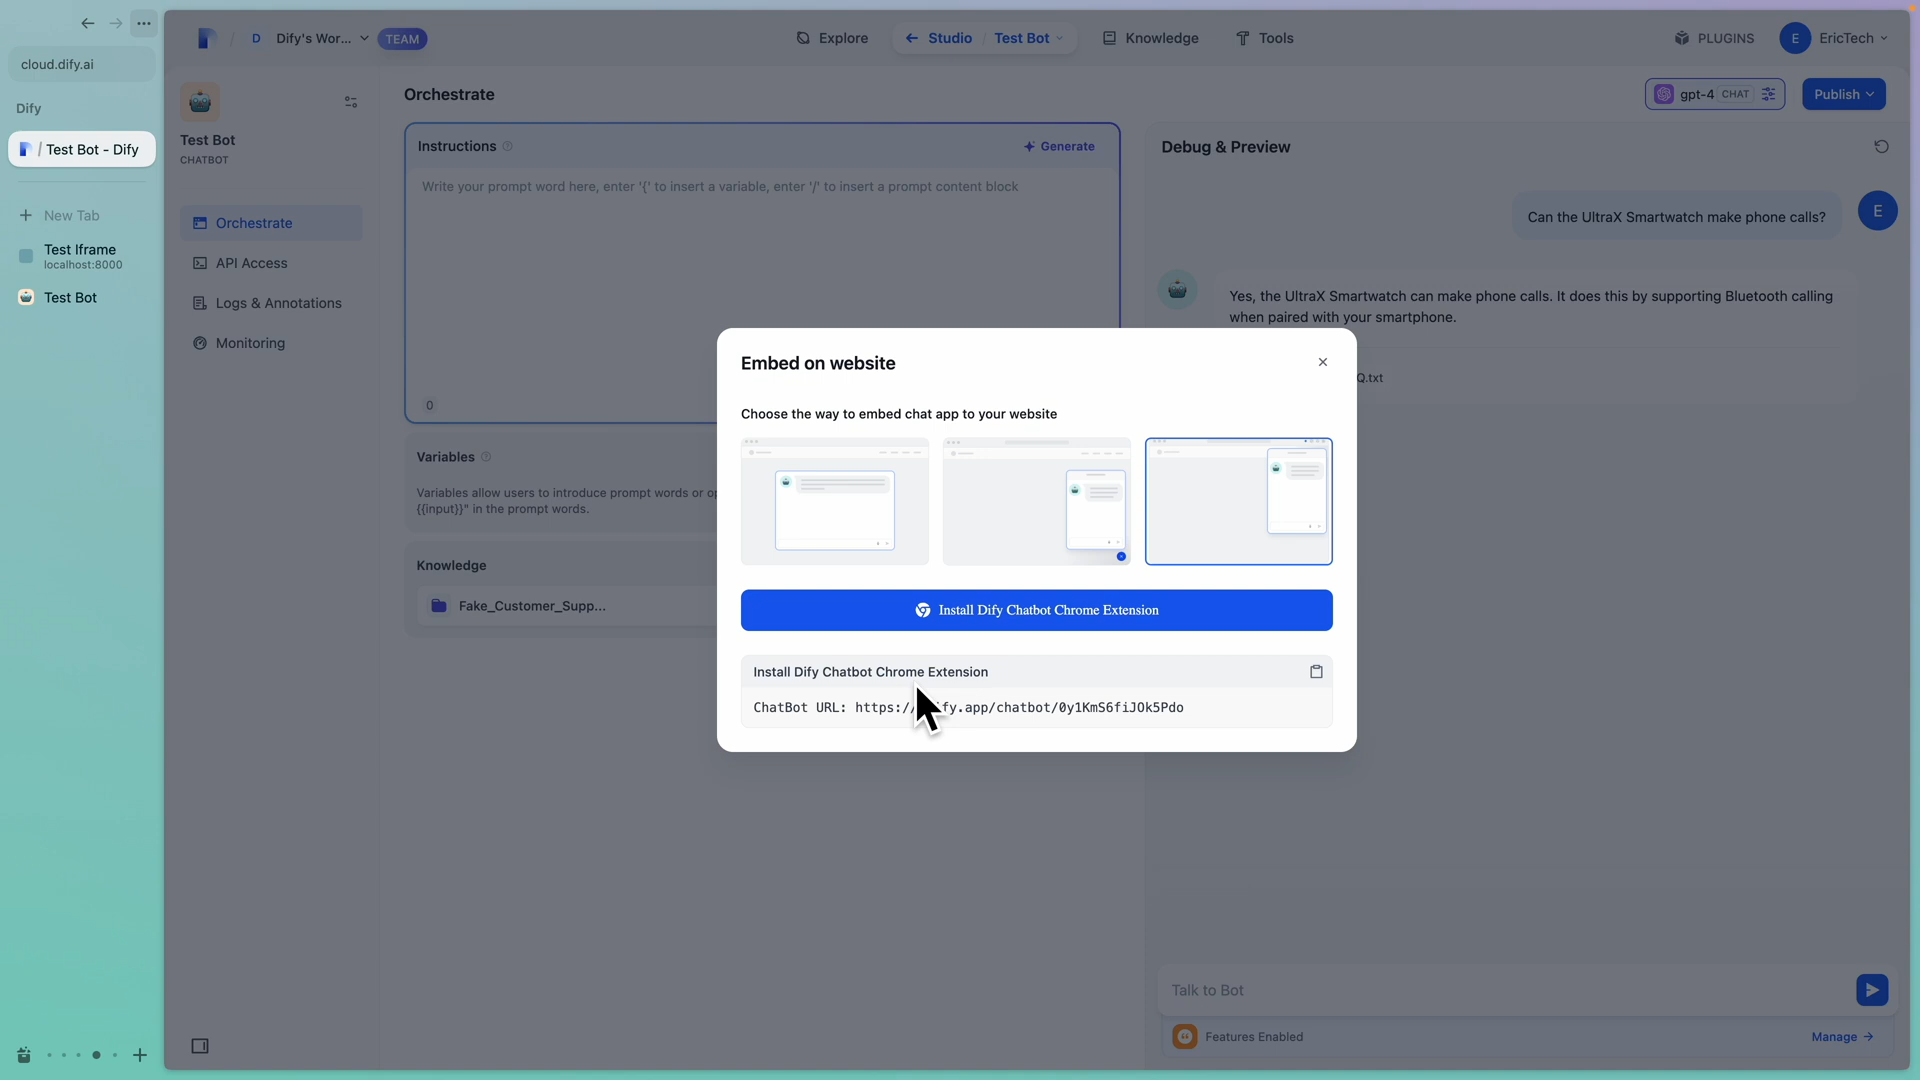 cloud.dify.ai
Dify
Test Bot - Dify
New Tab
Test Iframe
localhost:8000
Test Bot
D Dify's Wor... TEAM
Explore
Studio / Test Bot
Knowledge
Tools
PLUGINS
E EricTech
Test Bot
CHATBOT
Orchestrate
API Access
Logs & Annotations
Monitoring
Orchestrate
gpt-4 CHAT
Publish
Instructions
Generate
Write your prompt word here, enter '{' to insert a variable, enter '/' to insert a prompt content block
0
Variables
Variables allow users to introduce prompt words or op
{{input}}" in the prompt words.
Knowledge
Fake_Customer_Supp...
Debug & Preview
Can the UltraX Smartwatch make phone calls?
E
Yes, the UltraX Smartwatch can make phone calls. It does this by supporting Bluetooth calling
when paired with your smartphone.
Q.txt
Embed on website
Choose the way to embed chat app to your website
Install Dify Chatbot Chrome Extension
Install Dify Chatbot Chrome Extension
ChatBot URL: https:/ fy.app/chatbot/0y1KmS6fiJOk5Pdo
Talk to Bot
Features Enabled
Manage →